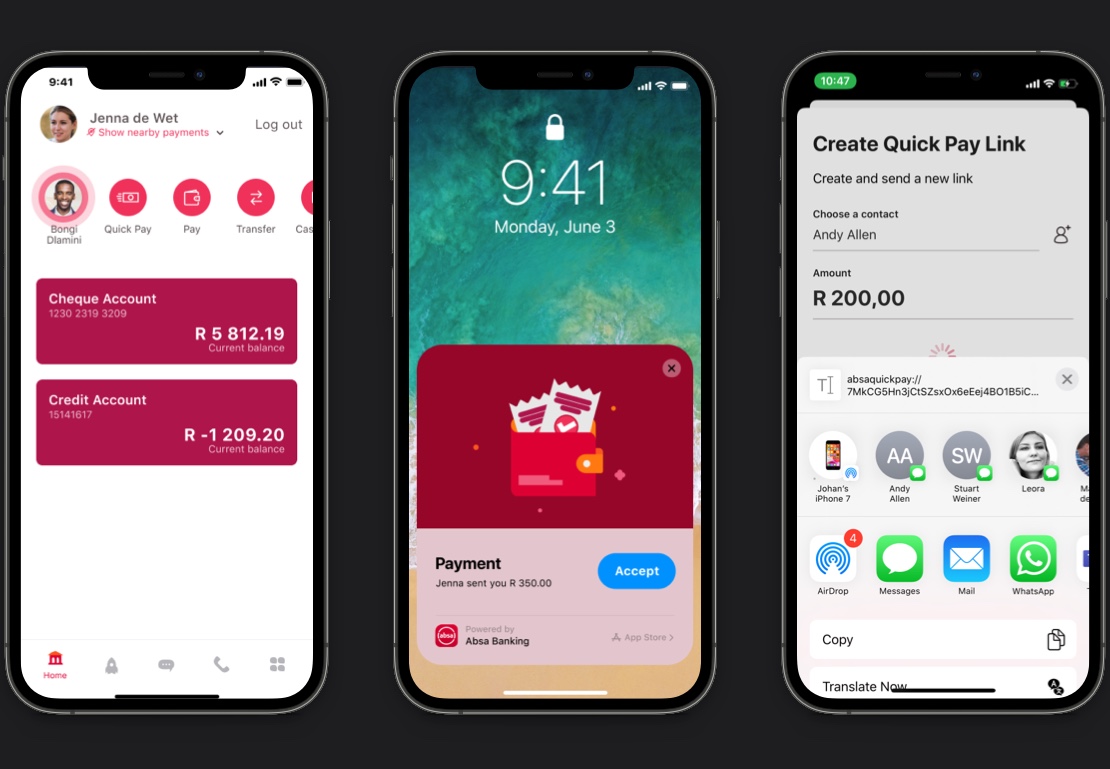 9:41
Jenna de Wet
Show nearby payments
Log out
Bongi
Dlamini
Quick Pay
Pay
Transfer
Cheque Account
1230 2319 3209
R 5 812.19
Current balance
Credit Account
15141617
R -1 209.20
Current balance
Home
9:41
Monday, June 3
Payment
Jenna sent you R 350.00
Accept
absa
Powered by
Absa Banking
App Store
10:47
Create Quick Pay Link
Create and send a new link
Choose a contact
Andy Allen
Amount
R 200,00
absaquickpay://
7MkCG5Hn3jCtSZsxOx6eEej4BO1B5iC...
AA
SW
Johan's
iPhone 7
Andy
Allen
Stuart
Weiner
Leora
4
AirDrop
Messages
Mail
WhatsApp
Copy
Translate Now